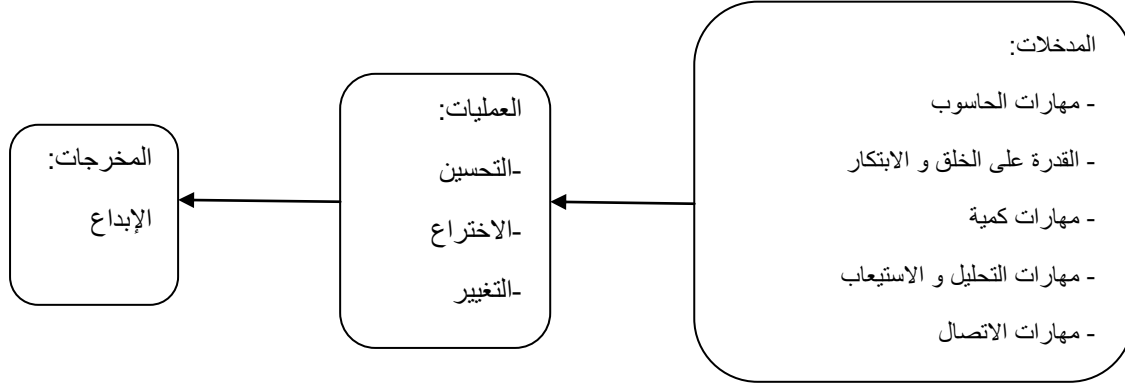 المدخلات:
- مهارات الحاسوب
- القدرة على الخلق و الابتكار
- مهارات كمية
- مهارات التحليل و الاستيعاب
- مهارات الاتصال
العمليات:
-التحسين
-الاختراع
-التغيير
المخرجات:
الإبداع